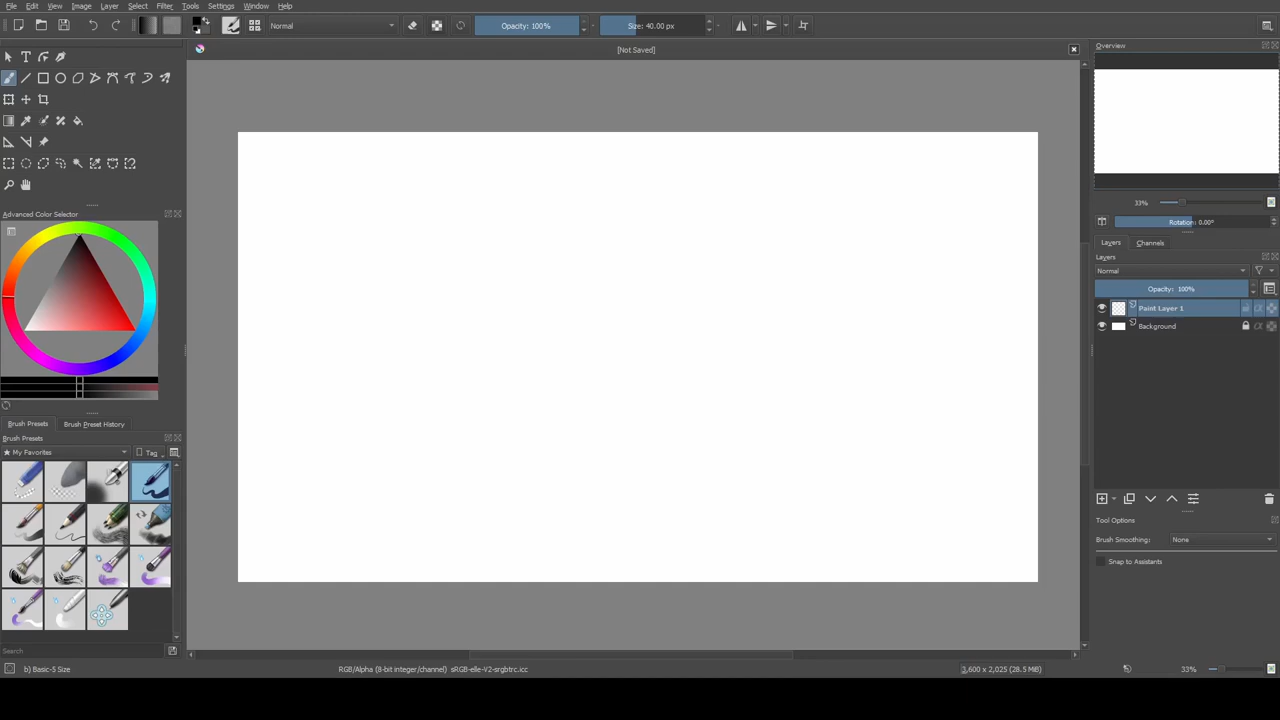 File Edit View Image Layer Select Filter Tools Settings Window Help
Normal
Opacity: 100%
Size: 40.00 px
[Not Saved]
Overview
33%
Rotation: 0.00°
Advanced Color Selector
Layers Channels
Layers
Normal
Opacity: 100%
Paint Layer 1
Background
Brush Presets Brush Preset History
Brush Presets
My Favorites
Tag
Tool Options
Brush Smoothing: None
Snap to Assistants
Search
b) Basic-5 Size
RGB/Alpha (8-bit integer/channel) sRGB-elle-V2-srgbtrc.icc
3,600 x 2,025 (28.5 MiB)
33%